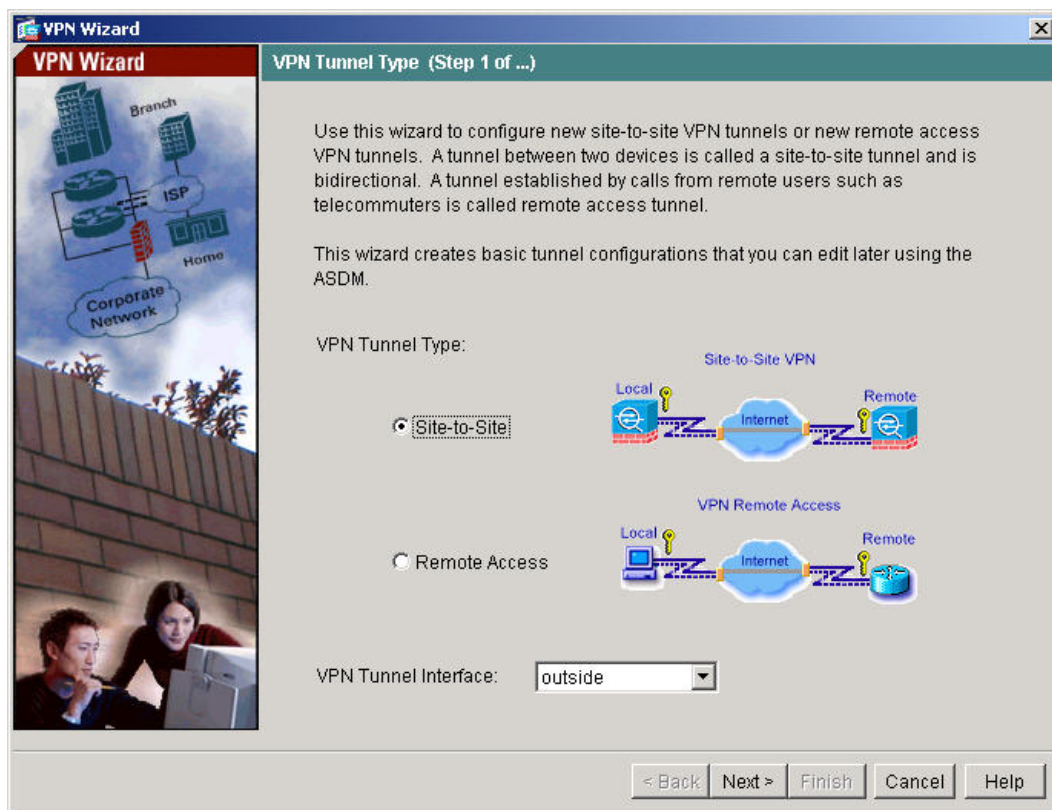 VPN Wizard
VPN Wizard
VPN Tunnel Type (Step 1 of ...)
Branch
ISP
Home
Corporate
Network
Use this wizard to configure new site-to-site VPN tunnels or new remote access
VPN tunnels. A tunnel between two devices is called a site-to-site tunnel and is
bidirectional. A tunnel established by calls from remote users such as
telecommuters is called remote access tunnel.
This wizard creates basic tunnel configurations that you can edit later using the
ASDM.
VPN Tunnel Type:
Site-to-Site VPN
Local
Remote
Internet
Site-to-Site
VPN Remote Access
Local
Remote
Internet
Remote Access
VPN Tunnel Interface:
outside
< Back
Next >
Finish
Cancel
Help